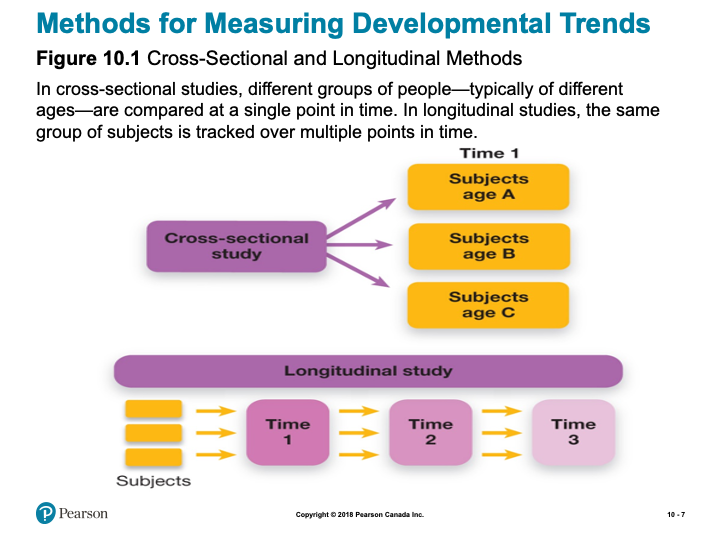 Methods for Measuring Developmental Trends
Figure 10.1 Cross-Sectional and Longitudinal Methods
In cross-sectional studies, different groups of people—typically of different
ages—are compared at a single point in time. In longitudinal studies, the same
group of subjects is tracked over multiple points in time.
Time 1
Subjects
age A
Cross-sectional
study
Subjects
age B
Subjects
age C
Longitudinal study
Time
1
Time
2
Time
3
Subjects
Pearson
Copyright © 2018 Pearson Canada Inc.
10 - 7